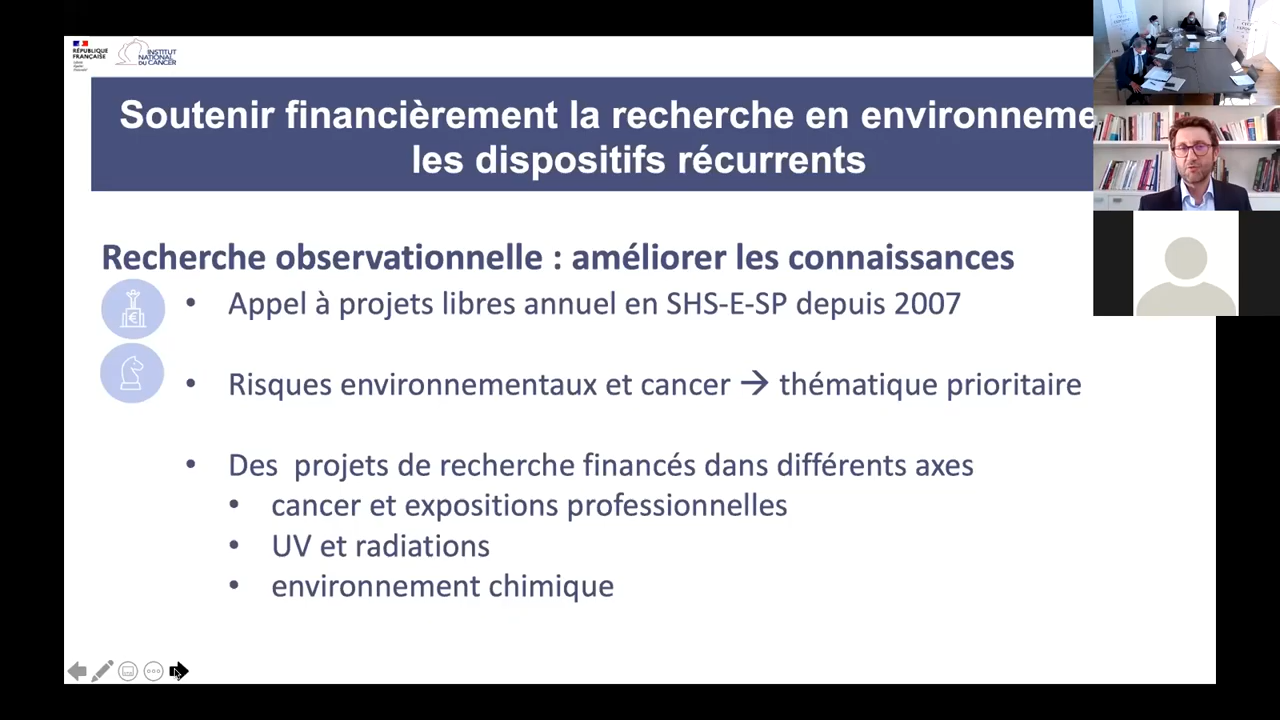 RÉPUBLIQUE
FRANÇAISE
INSTITUT
NATIONAL
DU CANCER
Soutenir financièrement la recherche en environneme
les dispositifs récurrents
Recherche observationnelle : améliorer les connaissances
• Appel à projets libres annuel en SHS-E-SP depuis 2007
• Risques environnementaux et cancer → thématique prioritaire
• Des projets de recherche financés dans différents axes
• cancer et expositions professionnelles
• UV et radiations
• environnement chimique